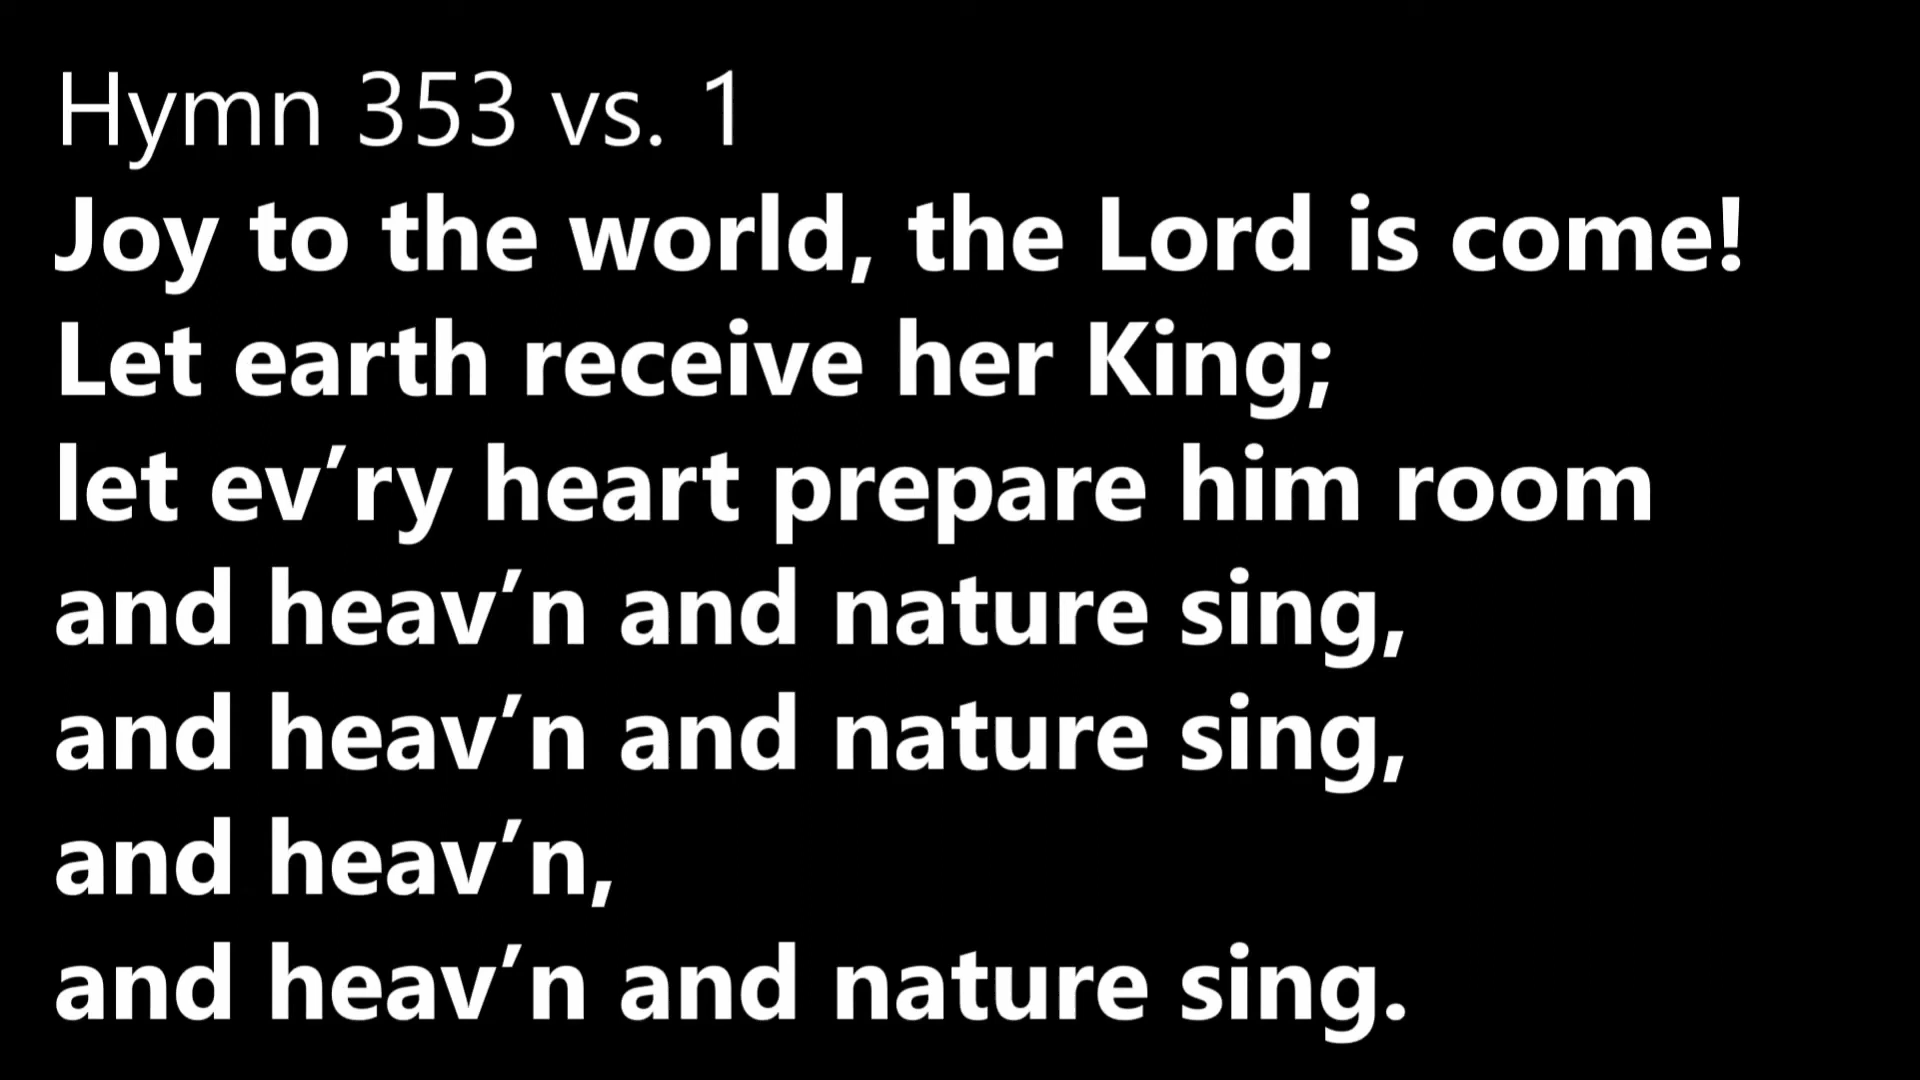 Hymn 353 vs. 1
Joy to the world, the Lord is come!
Let earth receive her King;
let ev’ry heart prepare him room
and heav’n and nature sing,
and heav’n and nature sing,
and heav’n,
and heav’n and nature sing.